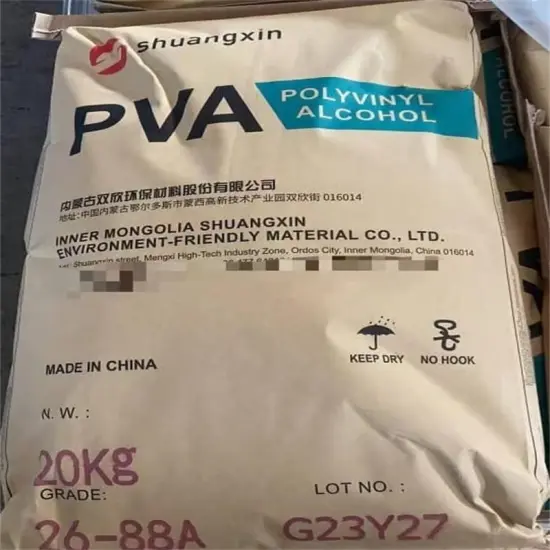 shuangxin
PVA
POLYVINYL
ALCOHOL
内蒙古双欣环保材料股份有限公司
地址:中国内蒙古鄂尔多斯市蒙西高新技术产业园双欣街 016014
INNER MONGOLIA SHUANGXIN
ENVIRONMENT-FRIENDLY MATERIAL CO., LTD.
Shuangxin street, Mengxi High-Tech Industry Zone, Ordos City, Inner Mongolia, China 016014
KEEP DRY
NO HOOK
MADE IN CHINA
N. W. :
20Kg
GRADE:
LOT NO. :
26-88A
G23Y27
ALCOHOL